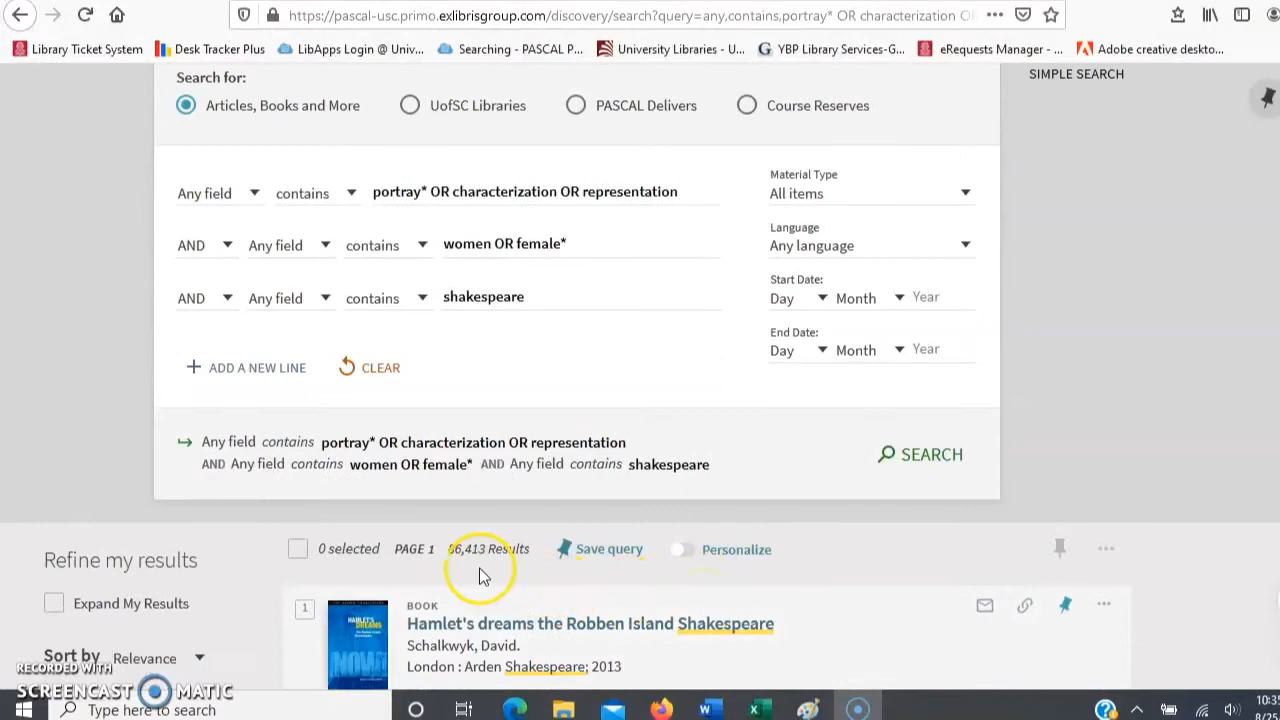 https://pascal-usc.primo.exlibrisgroup.com/discovery/search?query=any,contains,portray* OR characterization
Library Ticket System Desk Tracker Plus LibApps Login @ Univ... Searching - PASCAL P... University Libraries - U... YBP Library Services-G... eRequests Manager - ... Adobe creative deskto...
Search for:
SIMPLE SEARCH
Articles, Books and More UofSC Libraries PASCAL Delivers Course Reserves
Material Type
Any field contains portray* OR characterization OR representation
All items
Language
AND Any field contains women OR female*
Any language
Start Date:
AND Any field contains shakespeare
Day Month Year
End Date:
Day Month Year
+ ADD A NEW LINE CLEAR
Any field contains portray* OR characterization OR representation
AND Any field contains women OR female* AND Any field contains shakespeare
SEARCH
Refine my results
0 selected PAGE 1 6,413 Results Save query Personalize
Expand My Results
1
BOOK
Hamlet's dreams the Robben Island Shakespeare
Schalkwyk, David.
Sort by Relevance
London : Arden Shakespeare; 2013
HAMLET'S
DREAMS
RECORDED WITH
SCREENCAST MATIC
Type here to search
10:3